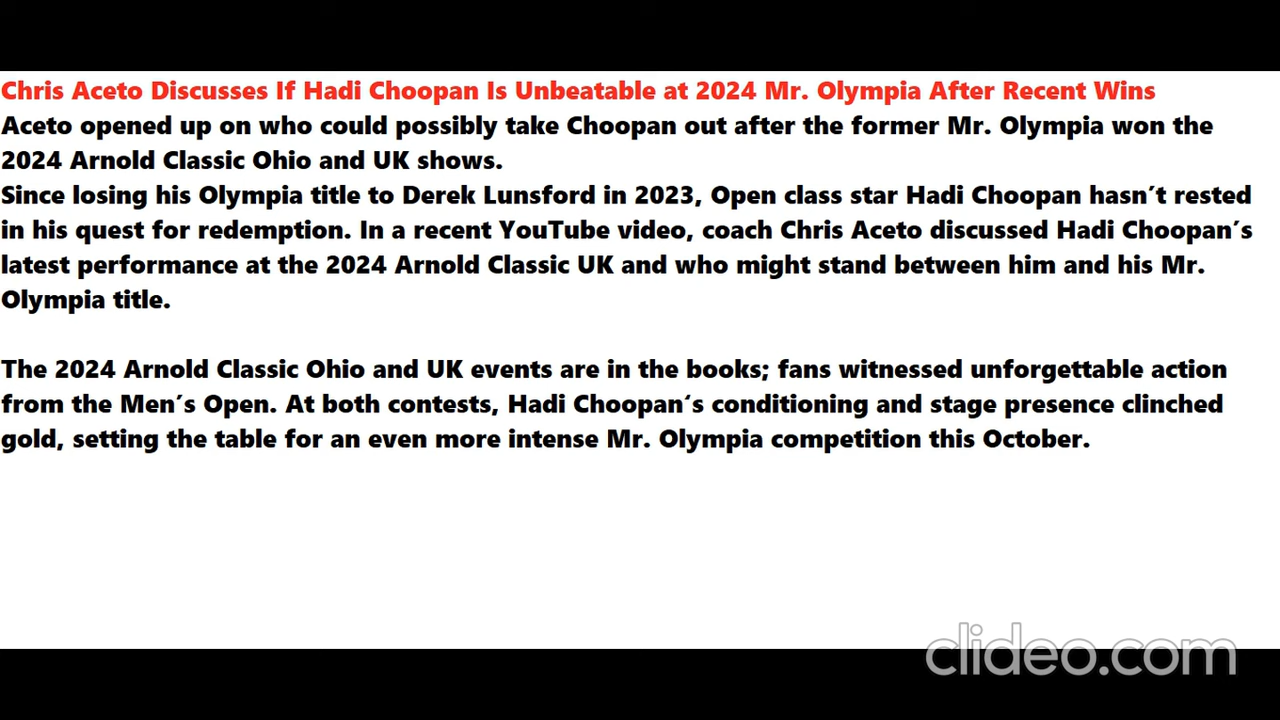 Chris Aceto Discusses If Hadi Choopan Is Unbeatable at 2024 Mr. Olympia After Recent Wins
Aceto opened up on who could possibly take Choopan out after the former Mr. Olympia won the
2024 Arnold Classic Ohio and UK shows.
Since losing his Olympia title to Derek Lunsford in 2023, Open class star Hadi Choopan hasn’t rested
in his quest for redemption. In a recent YouTube video, coach Chris Aceto discussed Hadi Choopan’s
latest performance at the 2024 Arnold Classic UK and who might stand between him and his Mr.
Olympia title.
The 2024 Arnold Classic Ohio and UK events are in the books; fans witnessed unforgettable action
from the Men’s Open. At both contests, Hadi Choopan‘s conditioning and stage presence clinched
gold, setting the table for an even more intense Mr. Olympia competition this October.
clideo.com